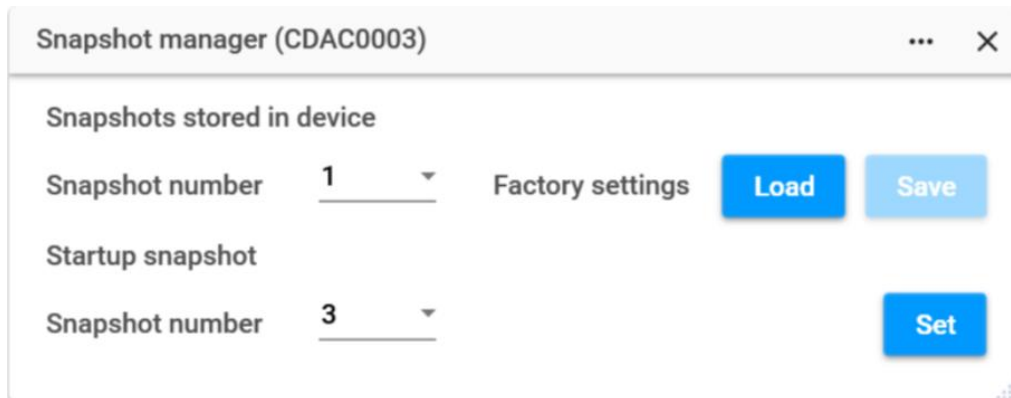 Snapshot manager (CDAC0003)
Snapshots stored in device
Snapshot number 1 Factory settings Load Save
Startup snapshot
Snapshot number 3 Set